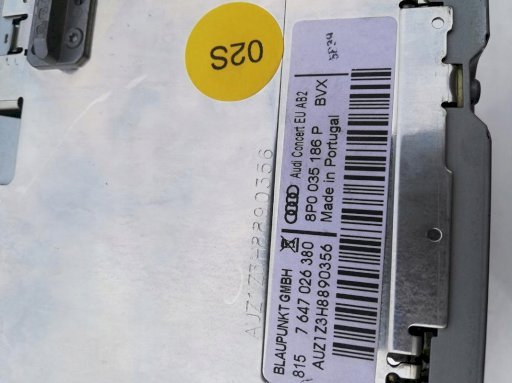 02S
BLAUPUNKT GMBH
Audi Concert EU AB2
815 7 647 026 380
8P0 035 186 P BVX
AUZ1Z3H8890356
Made in Portugal
AUZ1Z3H8890356